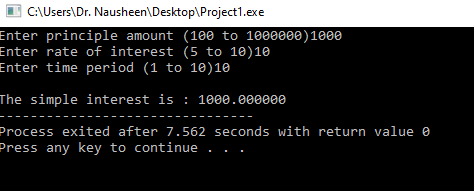 C:\Users\Dr. Nausheen\Desktop\Project1.exe
Enter principle amount (100 to 1000000)1000
Enter rate of interest (5 to 10)10
Enter time period (1 to 10)10
The simple interest is : 1000.000000
--------------------------------
Process exited after 7.562 seconds with return value 0
Press any key to continue . . .